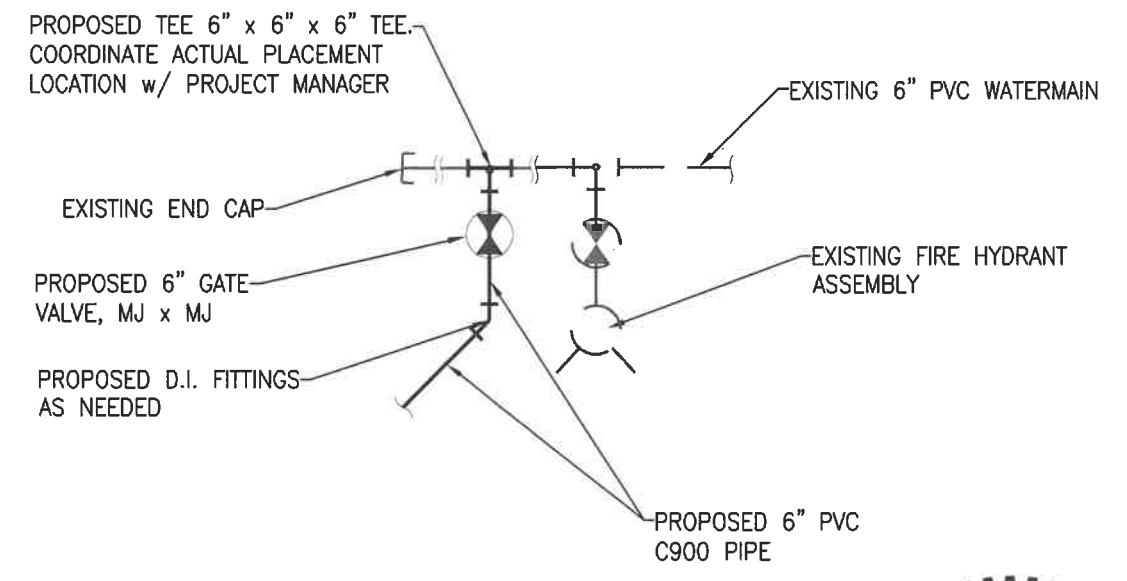 PROPOSED TEE 6" x 6" x 6" TEE.
COORDINATE ACTUAL PLACEMENT
LOCATION w/ PROJECT MANAGER
EXISTING 6" PVC WATERMAIN
EXISTING END CAP
PROPOSED 6" GATE
VALVE, MJ x MJ
EXISTING FIRE HYDRANT
ASSEMBLY
PROPOSED D.I. FITTINGS
AS NEEDED
PROPOSED 6" PVC
C900 PIPE